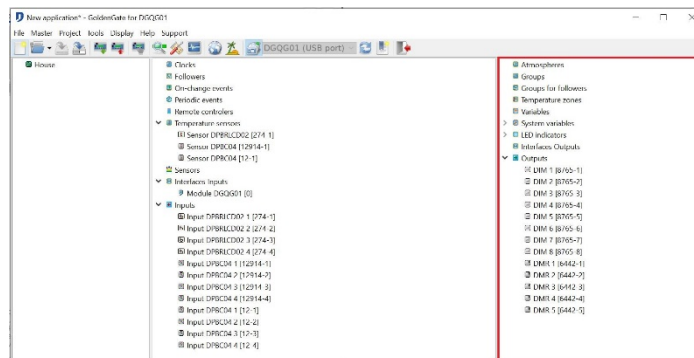 New application* - GoldenGate for DGQG01
File Master Project Tools Display Help Support
DGQG01 (USB port)
House
Clocks
Followers
On-change events
Periodic events
Remote controlers
Temperature sensors
Sensor DPBRLCD02 [274-1]
Sensor DPBC04 [12914-1]
Sensor DPBC04 [12-1]
Sensors
Interfaces Inputs
Module DGQG01 [0]
Inputs
Input DPBRLCD02 1 [274-1]
Input DPBRLCD02 2 [274-2]
Input DPBRLCD02 3 [274-3]
Input DPBRLCD02 4 [274-4]
Input DPBC04 1 [12914-1]
Input DPBC04 2 [12914-2]
Input DPBC04 3 [12914-3]
Input DPBC04 4 [12914-4]
Input DPBC04 1 [12-1]
Input DPBC04 2 [12-2]
Input DPBC04 3 [12-3]
Input DPBC04 4 [12-4]
Atmospheres
Groups
Groups for followers
Temperature zones
Variables
System variables
LED indicators
Interfaces Outputs
Outputs
DIM 1 [8765-1]
DIM 2 [8765-2]
DIM 3 [8765-3]
DIM 4 [8765-4]
DIM 5 [8765-5]
DIM 6 [8765-6]
DIM 7 [8765-7]
DIM 8 [8765-8]
DMR 1 [6442-1]
DMR 2 [6442-2]
DMR 3 [6442-3]
DMR 4 [6442-4]
DMR 5 [6442-5]